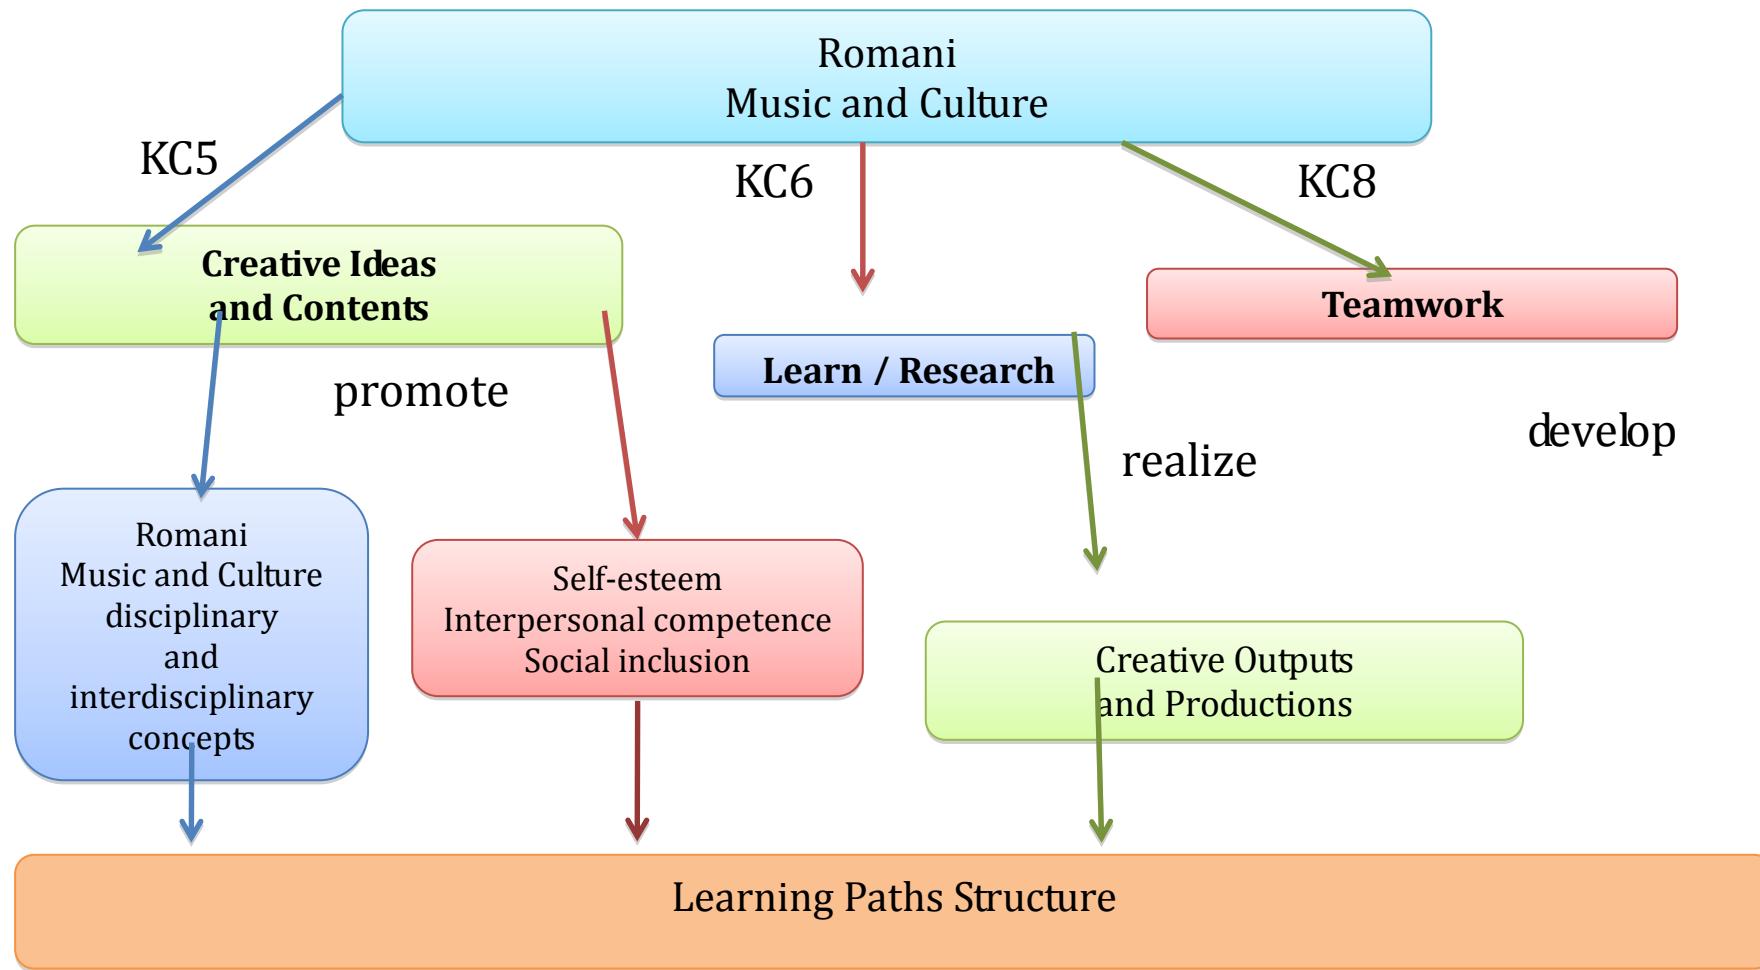 Romani
Music and Culture
KC5
KC6
KC8
Creative Ideas
and Contents
Teamwork
Learn / Research
promote
develop
realize
Romani
Music and Culture
disciplinary
and
interdisciplinary
concepts
Self-esteem
Interpersonal competence
Social inclusion
Creative Outputs
and Productions
Learning Paths Structure